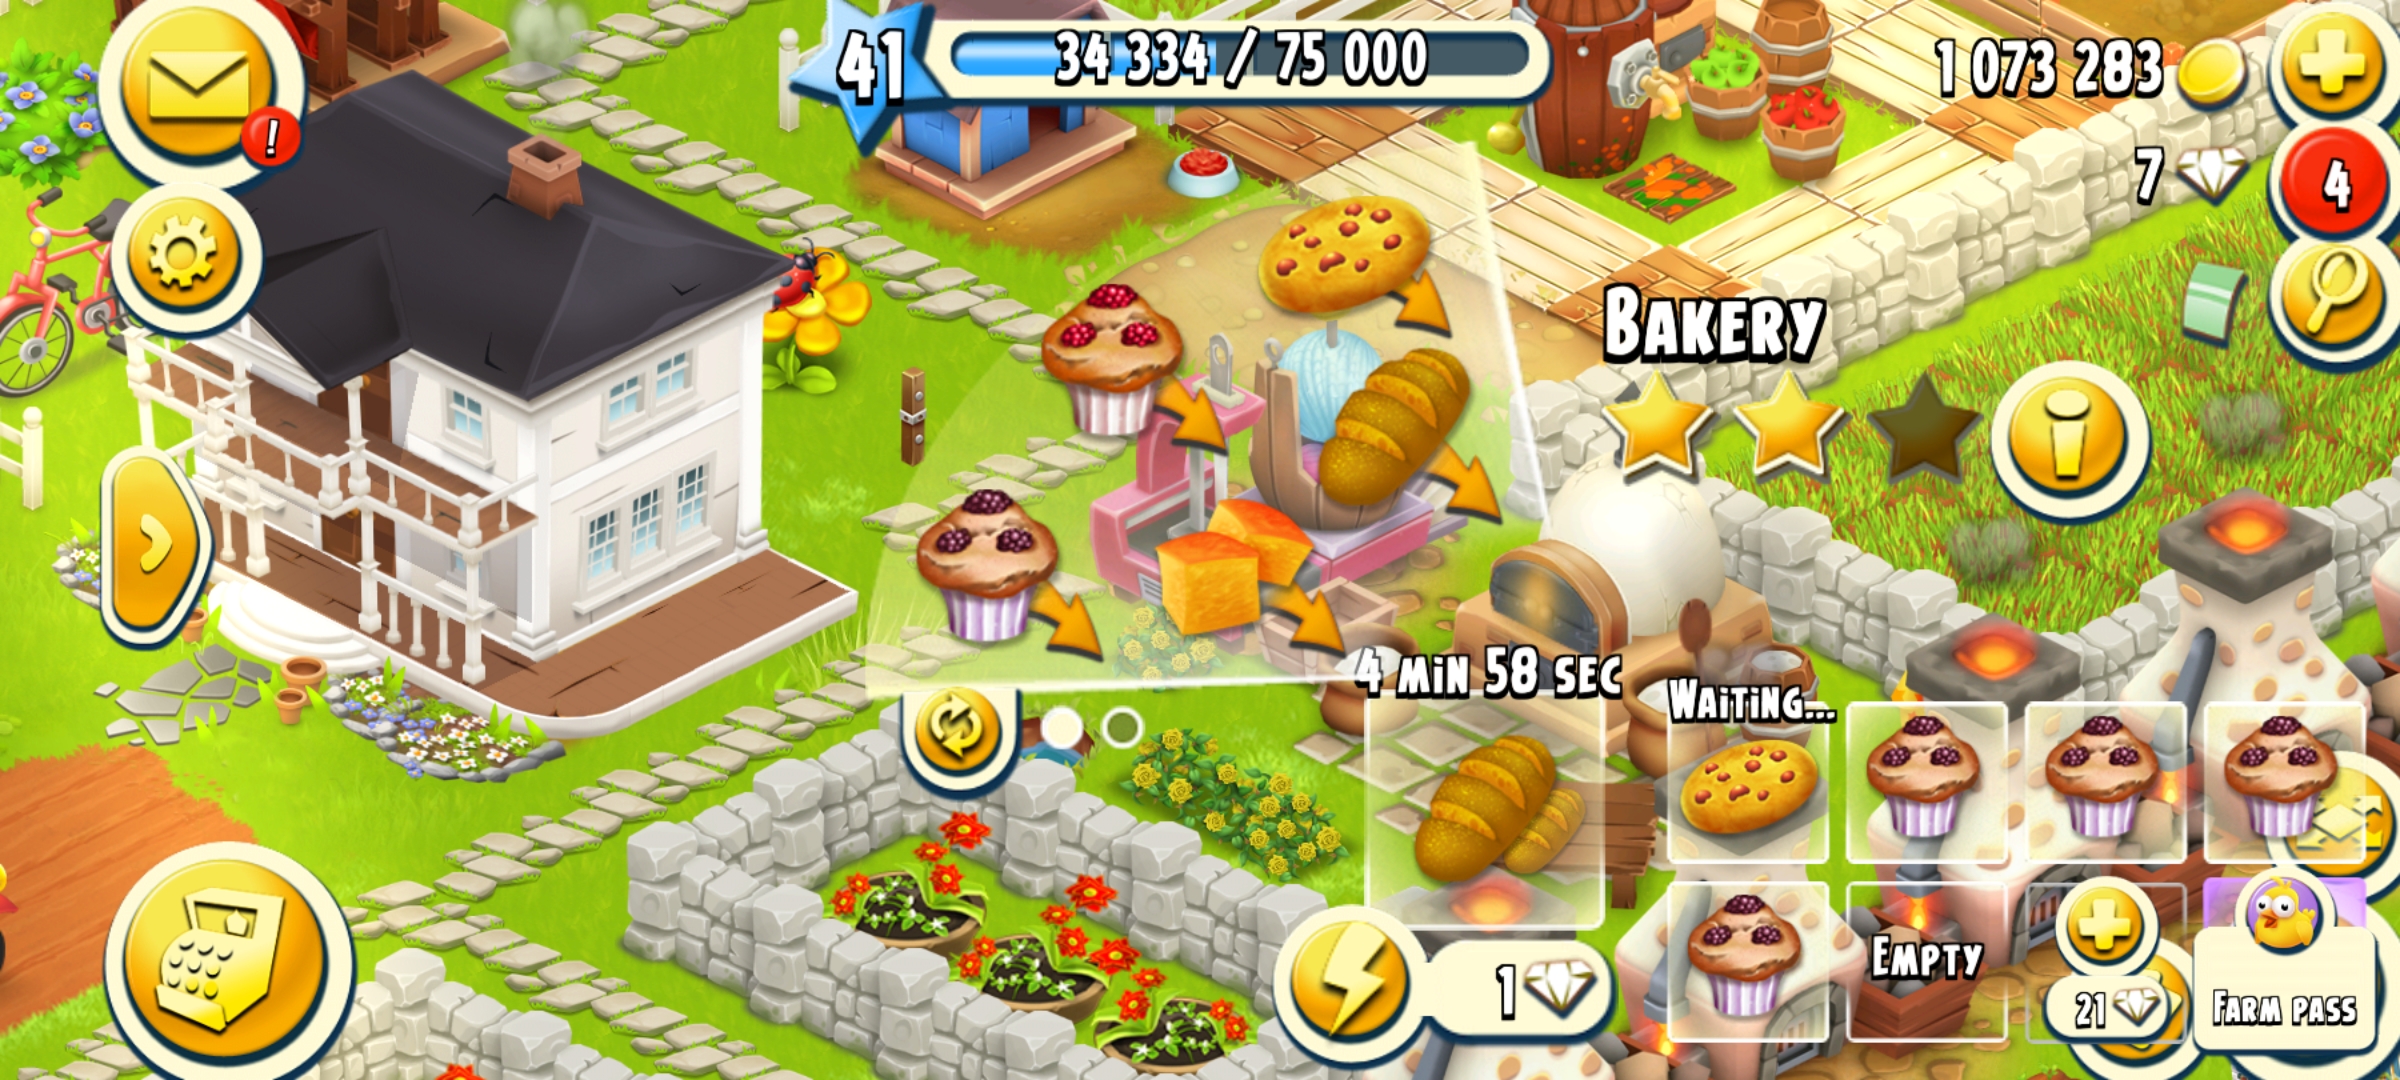 41
34 334 / 75 000
1 073 283
7
!
4
BAKERY
4 MIN 58 SEC
WAITING...
EMPTY
1
21
FARM PASS